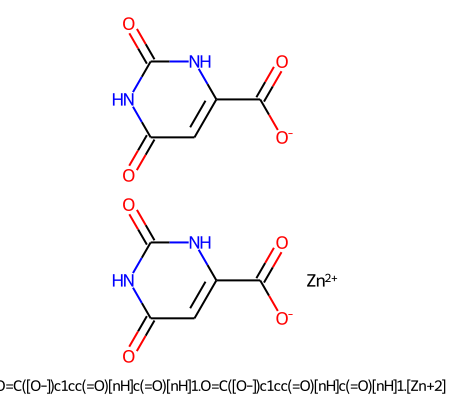 O
NH
O
HN
O⁻
O
O
NH
O
HN
Zn²⁺
O⁻
O
O=C([O-])c1cc(=O)[nH]c(=O)[nH]1.O=C([O-])c1cc(=O)[nH]c(=O)[nH]1.[Zn+2]